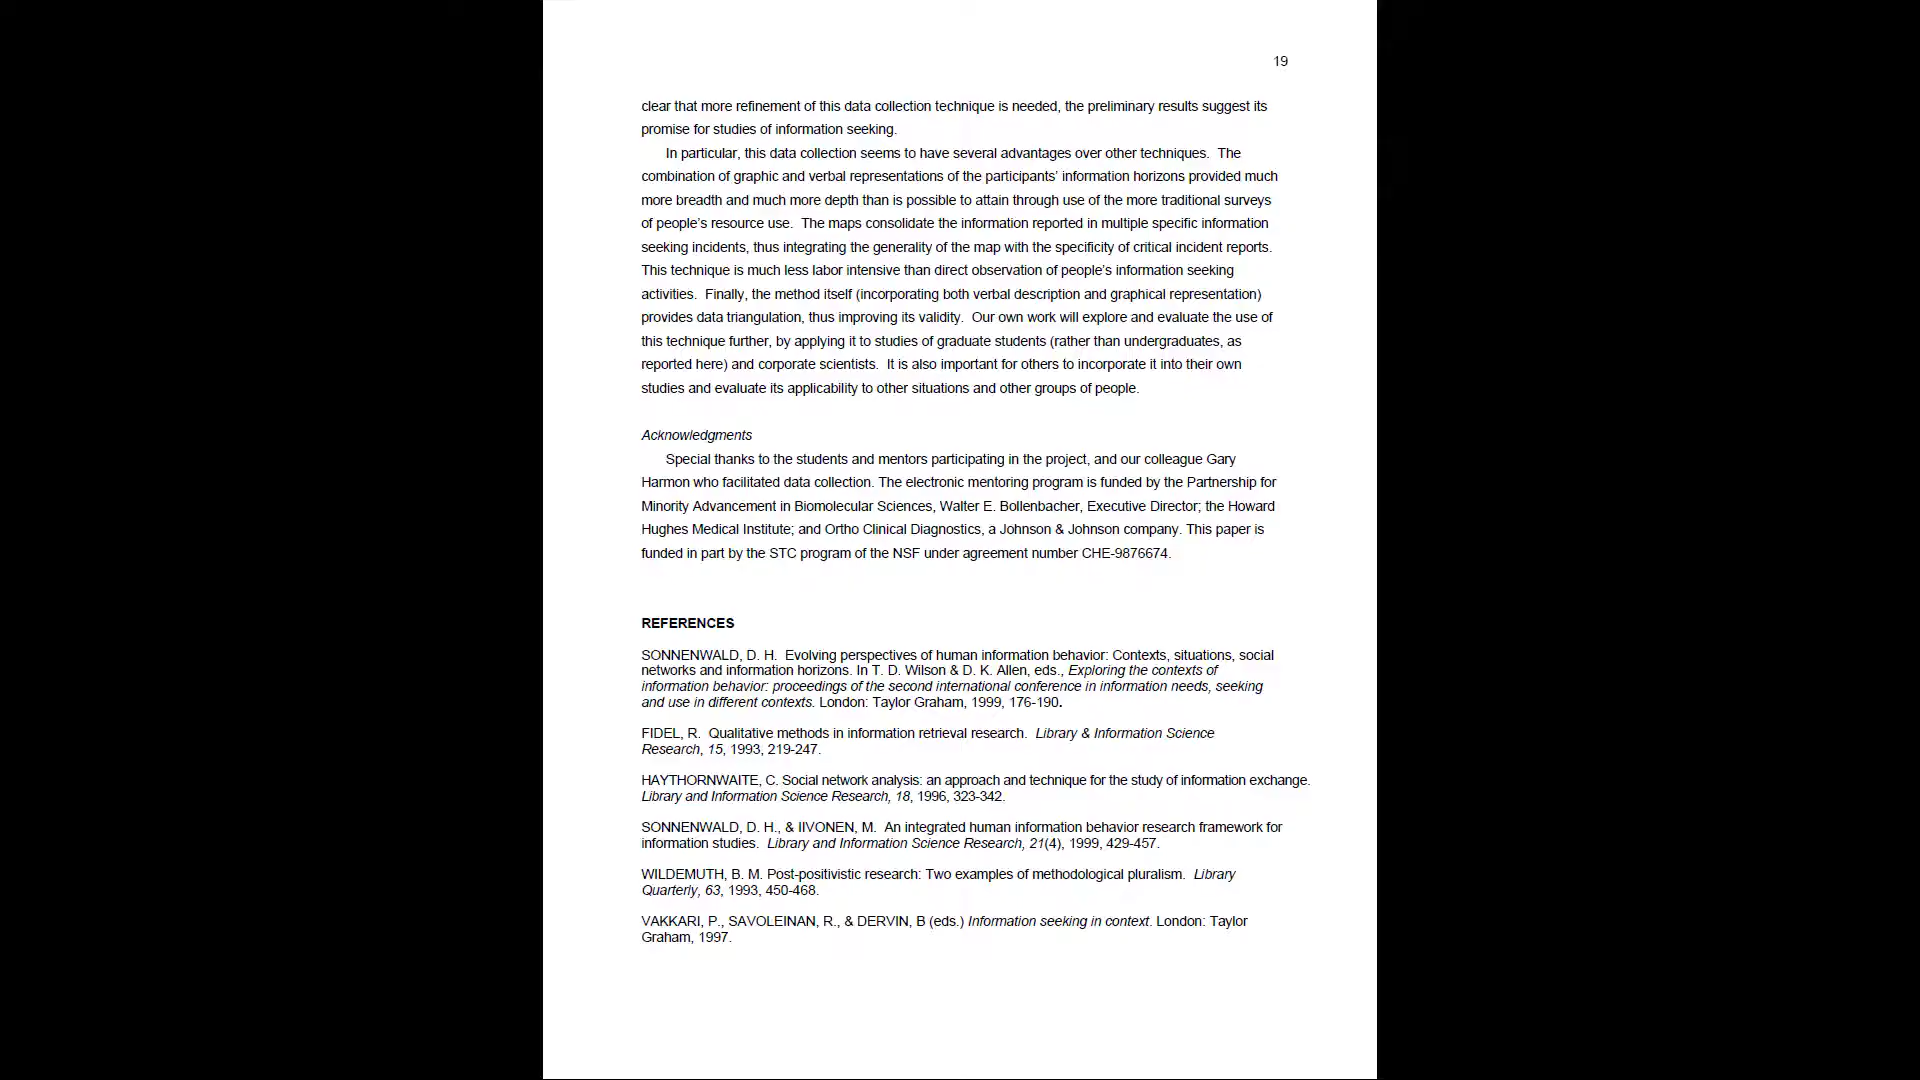 19
clear that more refinement of this data collection technique is needed, the preliminary results suggest its
promise for studies of information seeking.
In particular, this data collection seems to have several advantages over other techniques.  The
combination of graphic and verbal representations of the participants’ information horizons provided much
more breadth and much more depth than is possible to attain through use of the more traditional surveys
of people’s resource use.  The maps consolidate the information reported in multiple specific information
seeking incidents, thus integrating the generality of the map with the specificity of critical incident reports.
This technique is much less labor intensive than direct observation of people’s information seeking
activities.  Finally, the method itself (incorporating both verbal description and graphical representation)
provides data triangulation, thus improving its validity.  Our own work will explore and evaluate the use of
this technique further, by applying it to studies of graduate students (rather than undergraduates, as
reported here) and corporate scientists.  It is also important for others to incorporate it into their own
studies and evaluate its applicability to other situations and other groups of people.
Acknowledgments
Special thanks to the students and mentors participating in the project, and our colleague Gary
Harmon who facilitated data collection. The electronic mentoring program is funded by the Partnership for
Minority Advancement in Biomolecular Sciences, Walter E. Bollenbacher, Executive Director; the Howard
Hughes Medical Institute; and Ortho Clinical Diagnostics, a Johnson & Johnson company. This paper is
funded in part by the STC program of the NSF under agreement number CHE-9876674.
REFERENCES
SONNENWALD, D. H.  Evolving perspectives of human information behavior: Contexts, situations, social
networks and information horizons. In T. D. Wilson & D. K. Allen, eds., Exploring the contexts of
information behavior: proceedings of the second international conference in information needs, seeking
and use in different contexts. London: Taylor Graham, 1999, 176-190.
FIDEL, R.  Qualitative methods in information retrieval research.  Library & Information Science
Research, 15, 1993, 219-247.
HAYTHORNWAITE, C. Social network analysis: an approach and technique for the study of information exchange.
Library and Information Science Research, 18, 1996, 323-342.
SONNENWALD, D. H., & IIVONEN, M.  An integrated human information behavior research framework for
information studies.  Library and Information Science Research, 21(4), 1999, 429-457.
WILDEMUTH, B. M. Post-positivistic research: Two examples of methodological pluralism.  Library
Quarterly, 63, 1993, 450-468.
VAKKARI, P., SAVOLEINAN, R., & DERVIN, B (eds.) Information seeking in context. London: Taylor
Graham, 1997.